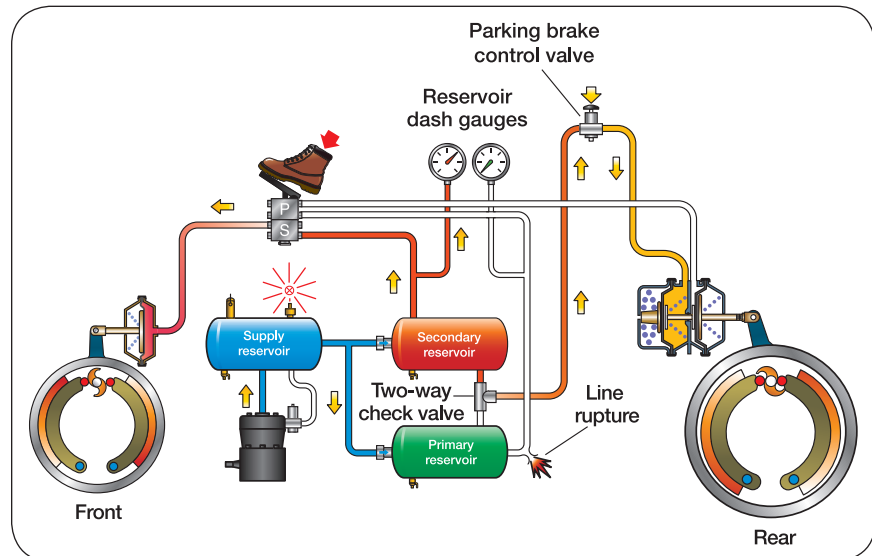 Parking brake
control valve
Reservoir
dash gauges
P
S
Supply
reservoir
Secondary
reservoir
Two-way
check valve
Line
rupture
Primary
reservoir
Front
Rear